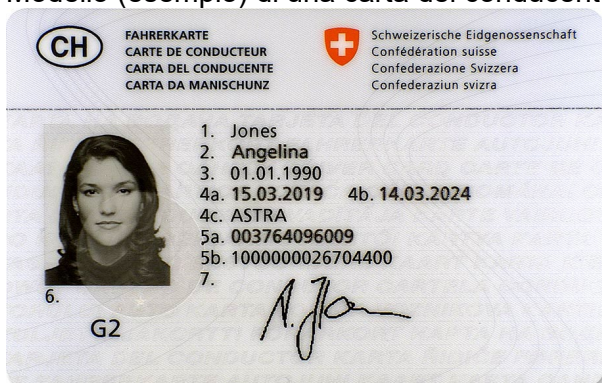 Modello (esempio) di una carta del conducent
CH
FAHRERKARTE
CARTE DE CONDUCTEUR
CARTA DEL CONDUCENTE
CARTA DA MANISCHUNZ
Schweizerische Eidgenossenschaft
Confédération suisse
Confederazione Svizzera
Confederaziun svizra
1. Jones
2. Angelina
3. 01.01.1990
4a. 15.03.2019 4b. 14.03.2024
4c. ASTRA
5a. 003764096009
5b. 1000000026704400
7.
6.
G2